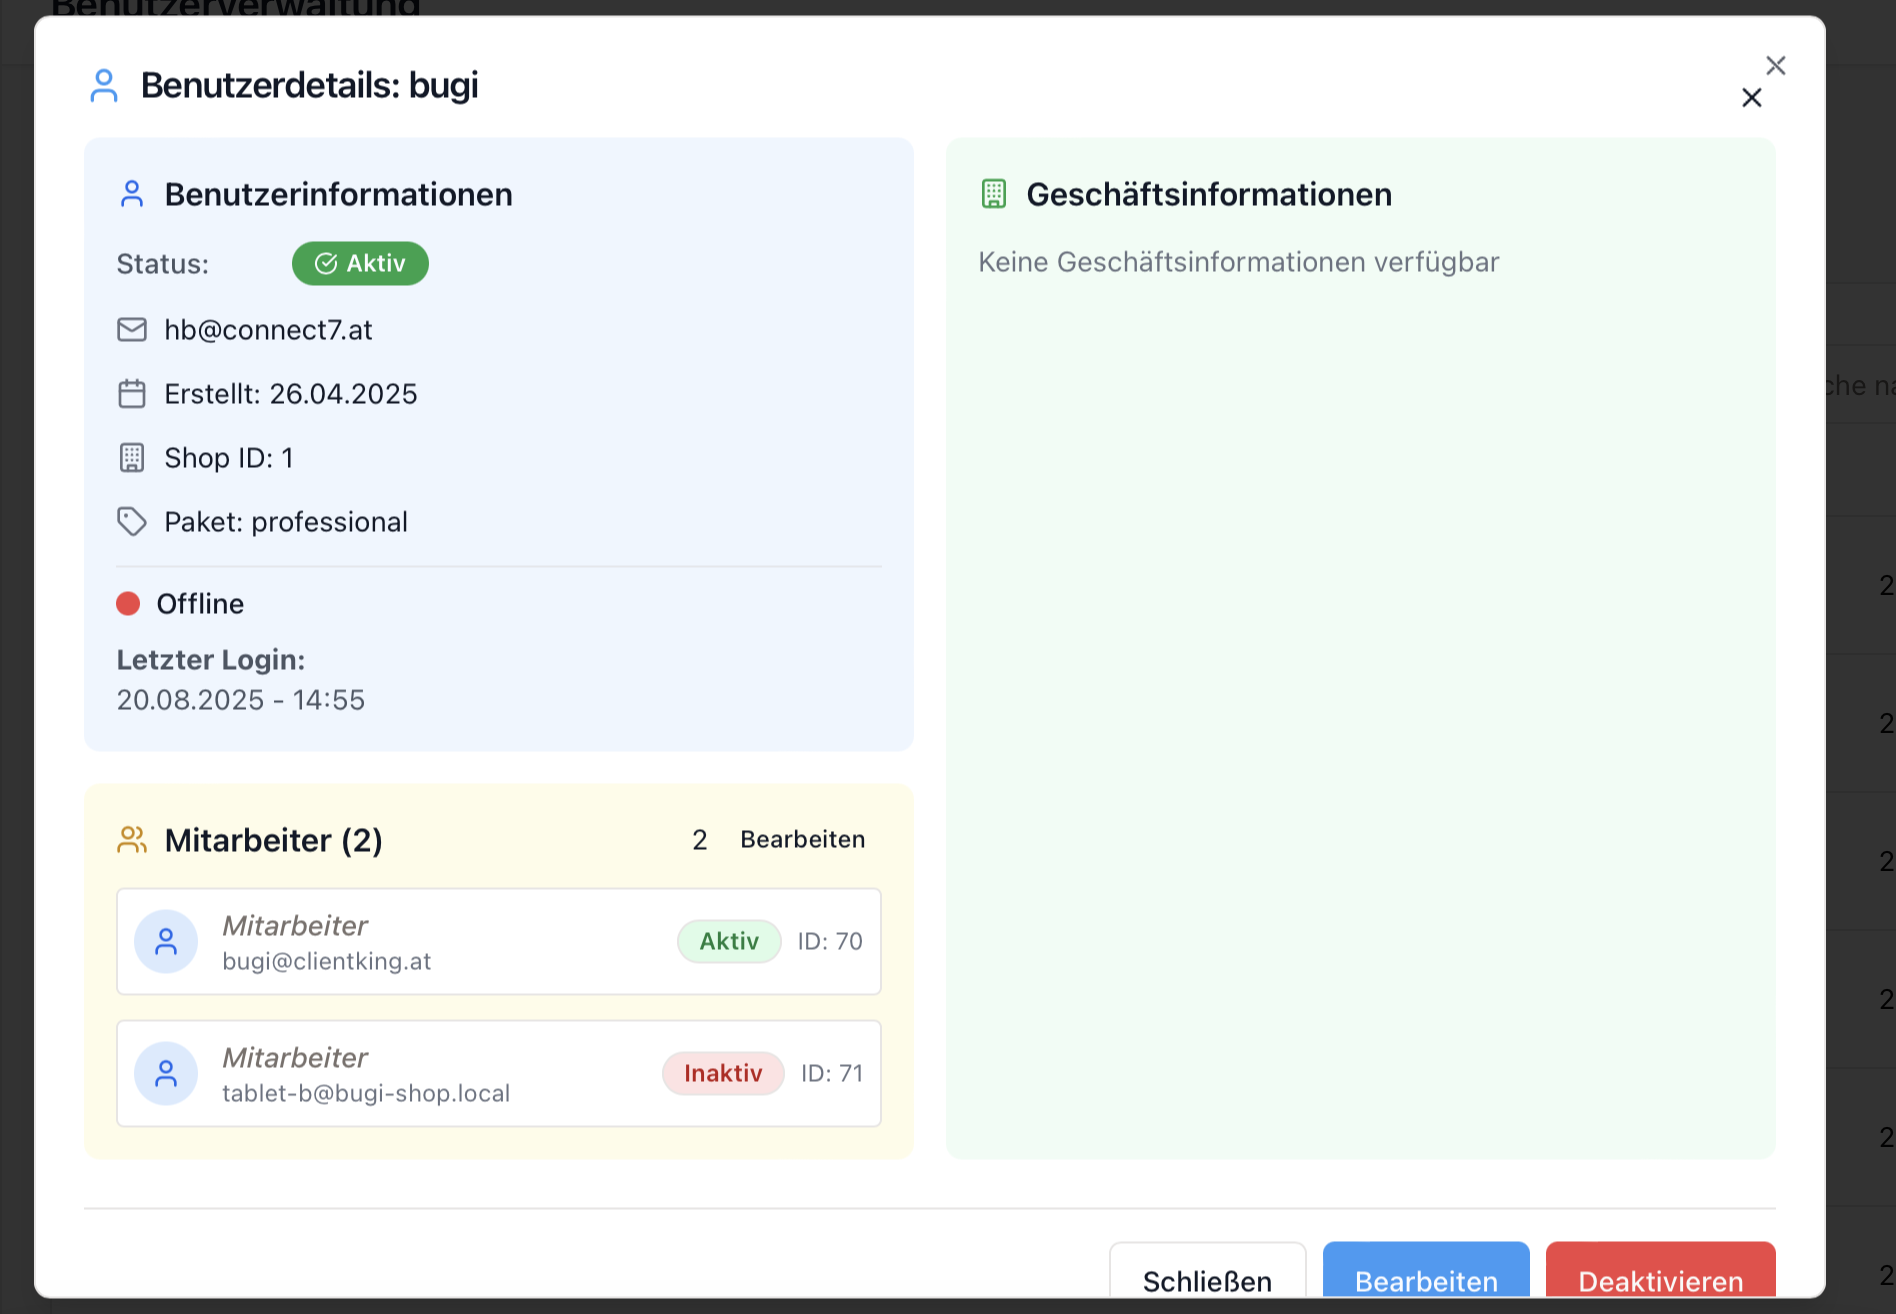 Benutzerverwaltung
Benutzerdetails: bugi
Benutzerinformationen
Status: Aktiv
hb@connect7.at
Erstellt: 26.04.2025
Shop ID: 1
Paket: professional
Offline
Letzter Login:
20.08.2025 - 14:55
Mitarbeiter (2) 2 Bearbeiten
Mitarbeiter
bugi@clientking.at
Aktiv ID: 70
Mitarbeiter
tablet-b@bugi-shop.local
Inaktiv ID: 71
Geschäftsinformationen
Keine Geschäftsinformationen verfügbar
Schließen Bearbeiten Deaktivieren
2
2
2
2
2
2